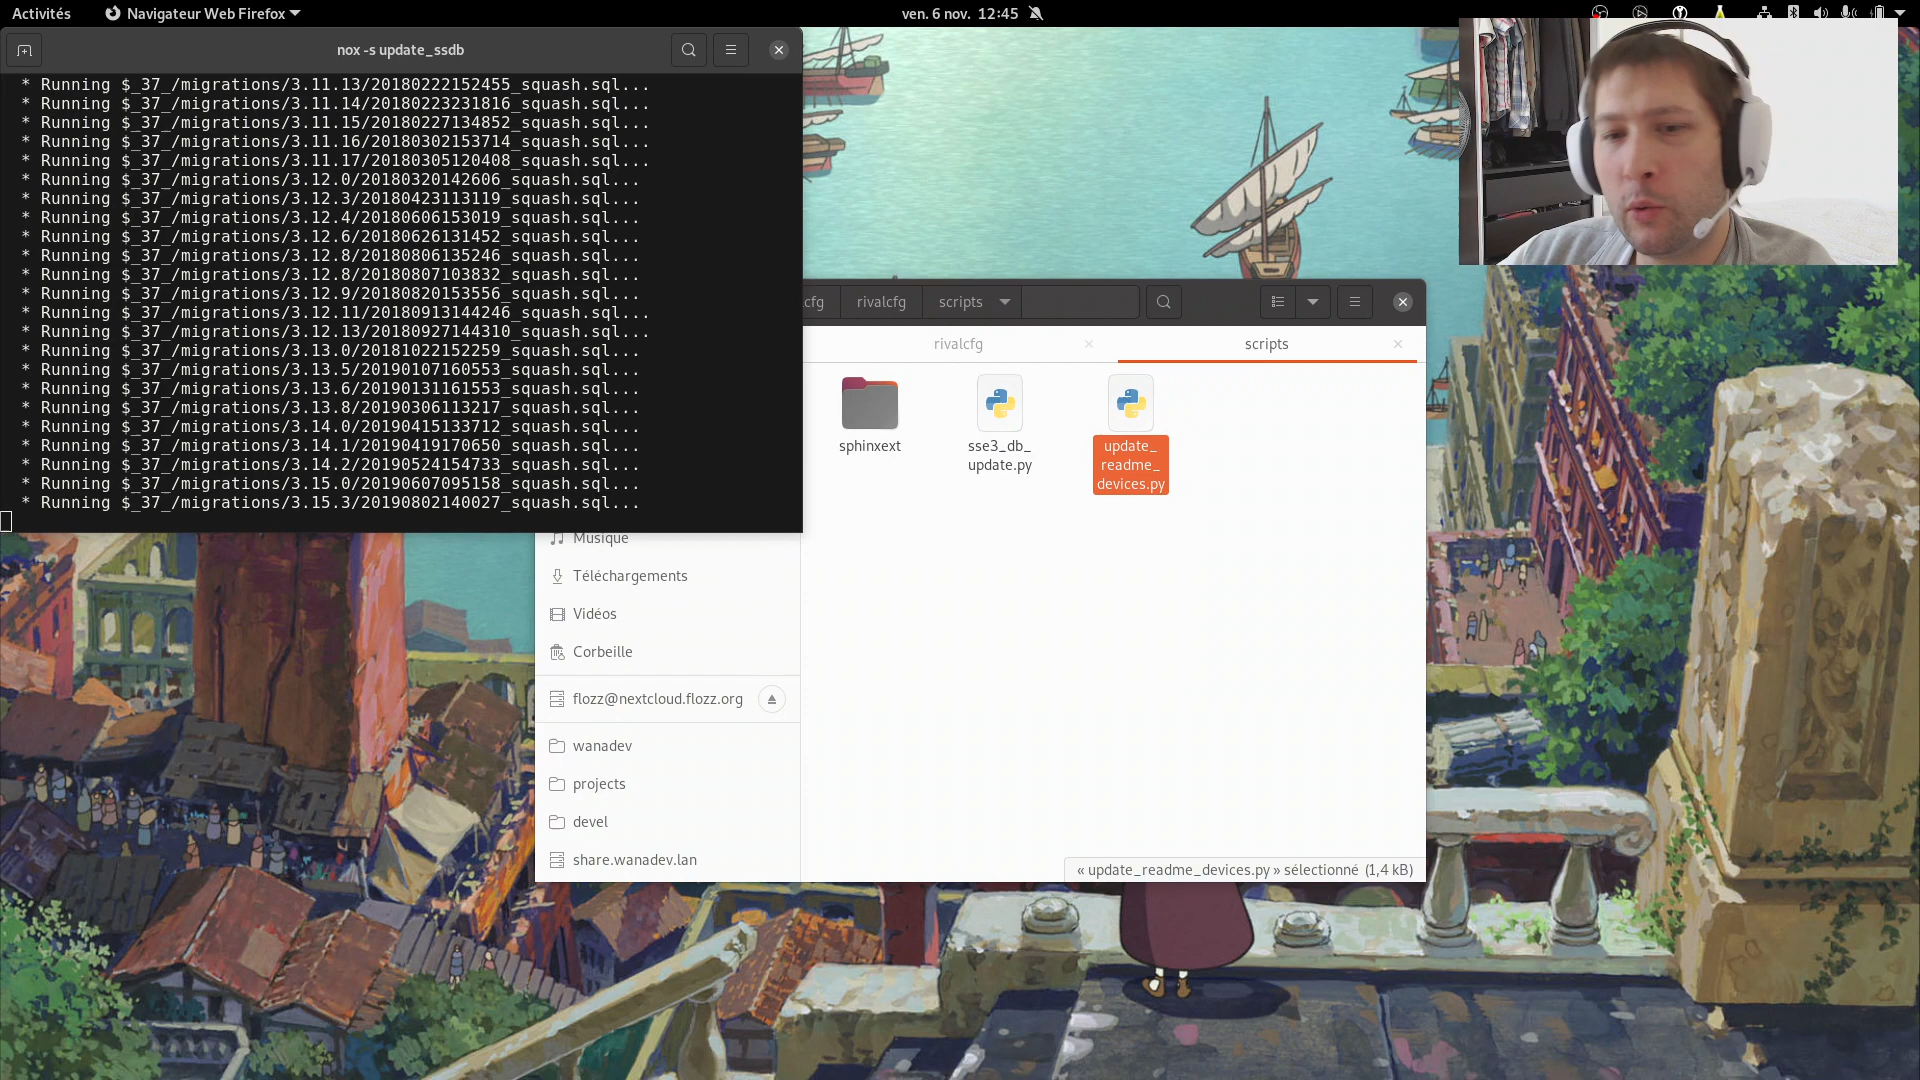 Activités
Navigateur Web Firefox
ven. 6 nov. 12:45
nox -s update_ssdb
* Running $_37_/migrations/3.11.13/20180222152455_squash.sql...
* Running $_37_/migrations/3.11.14/20180223231816_squash.sql...
* Running $_37_/migrations/3.11.15/20180227134852_squash.sql...
* Running $_37_/migrations/3.11.16/20180302153714_squash.sql...
* Running $_37_/migrations/3.11.17/20180305120408_squash.sql...
* Running $_37_/migrations/3.12.0/20180320142606_squash.sql...
* Running $_37_/migrations/3.12.3/20180423113119_squash.sql...
* Running $_37_/migrations/3.12.4/20180606153019_squash.sql...
* Running $_37_/migrations/3.12.6/20180626131452_squash.sql...
* Running $_37_/migrations/3.12.8/20180806135246_squash.sql...
* Running $_37_/migrations/3.12.8/20180807103832_squash.sql...
* Running $_37_/migrations/3.12.9/20180820153556_squash.sql...
* Running $_37_/migrations/3.12.11/20180913144246_squash.sql...
* Running $_37_/migrations/3.12.13/20180927144310_squash.sql...
* Running $_37_/migrations/3.13.0/20181022152259_squash.sql...
* Running $_37_/migrations/3.13.5/20190107160553_squash.sql...
* Running $_37_/migrations/3.13.6/20190131161553_squash.sql...
* Running $_37_/migrations/3.13.8/20190306113217_squash.sql...
* Running $_37_/migrations/3.14.0/20190415133712_squash.sql...
* Running $_37_/migrations/3.14.1/20190419170650_squash.sql...
* Running $_37_/migrations/3.14.2/20190524154733_squash.sql...
* Running $_37_/migrations/3.15.0/20190607095158_squash.sql...
* Running $_37_/migrations/3.15.3/20190802140027_squash.sql...
cfg
rivalcfg
scripts
rivalcfg
scripts
sphinxext
sse3_db_
update.py
update_
readme_
devices.py
Musique
Téléchargements
Vidéos
Corbeille
flozz@nextcloud.flozz.org
wanadev
projects
devel
share.wanadev.lan
« update_readme_devices.py » sélectionné (1,4 kB)